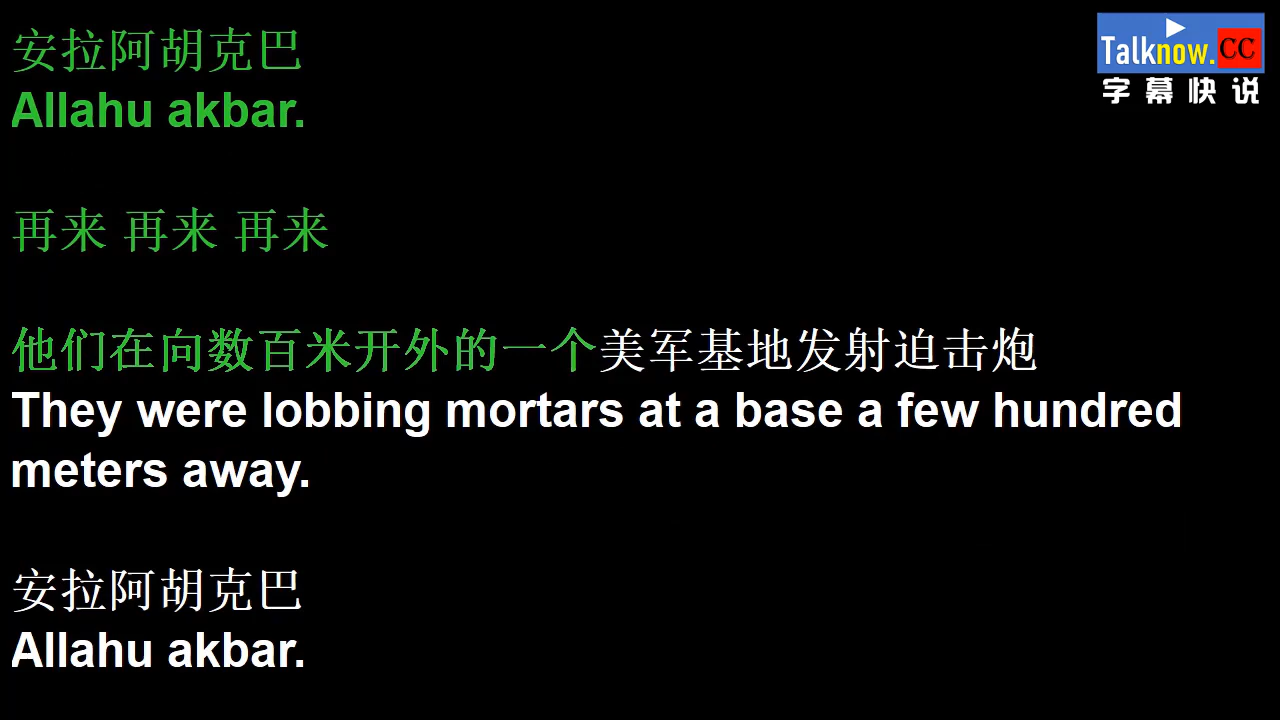 安拉阿胡克巴
Allahu akbar.
再来 再来 再来
他们在向数百米开外的一个美军基地发射迫击炮
They were lobbing mortars at a base a few hundred
meters away.
安拉阿胡克巴
Allahu akbar.
Talknow.CC
字幕快说